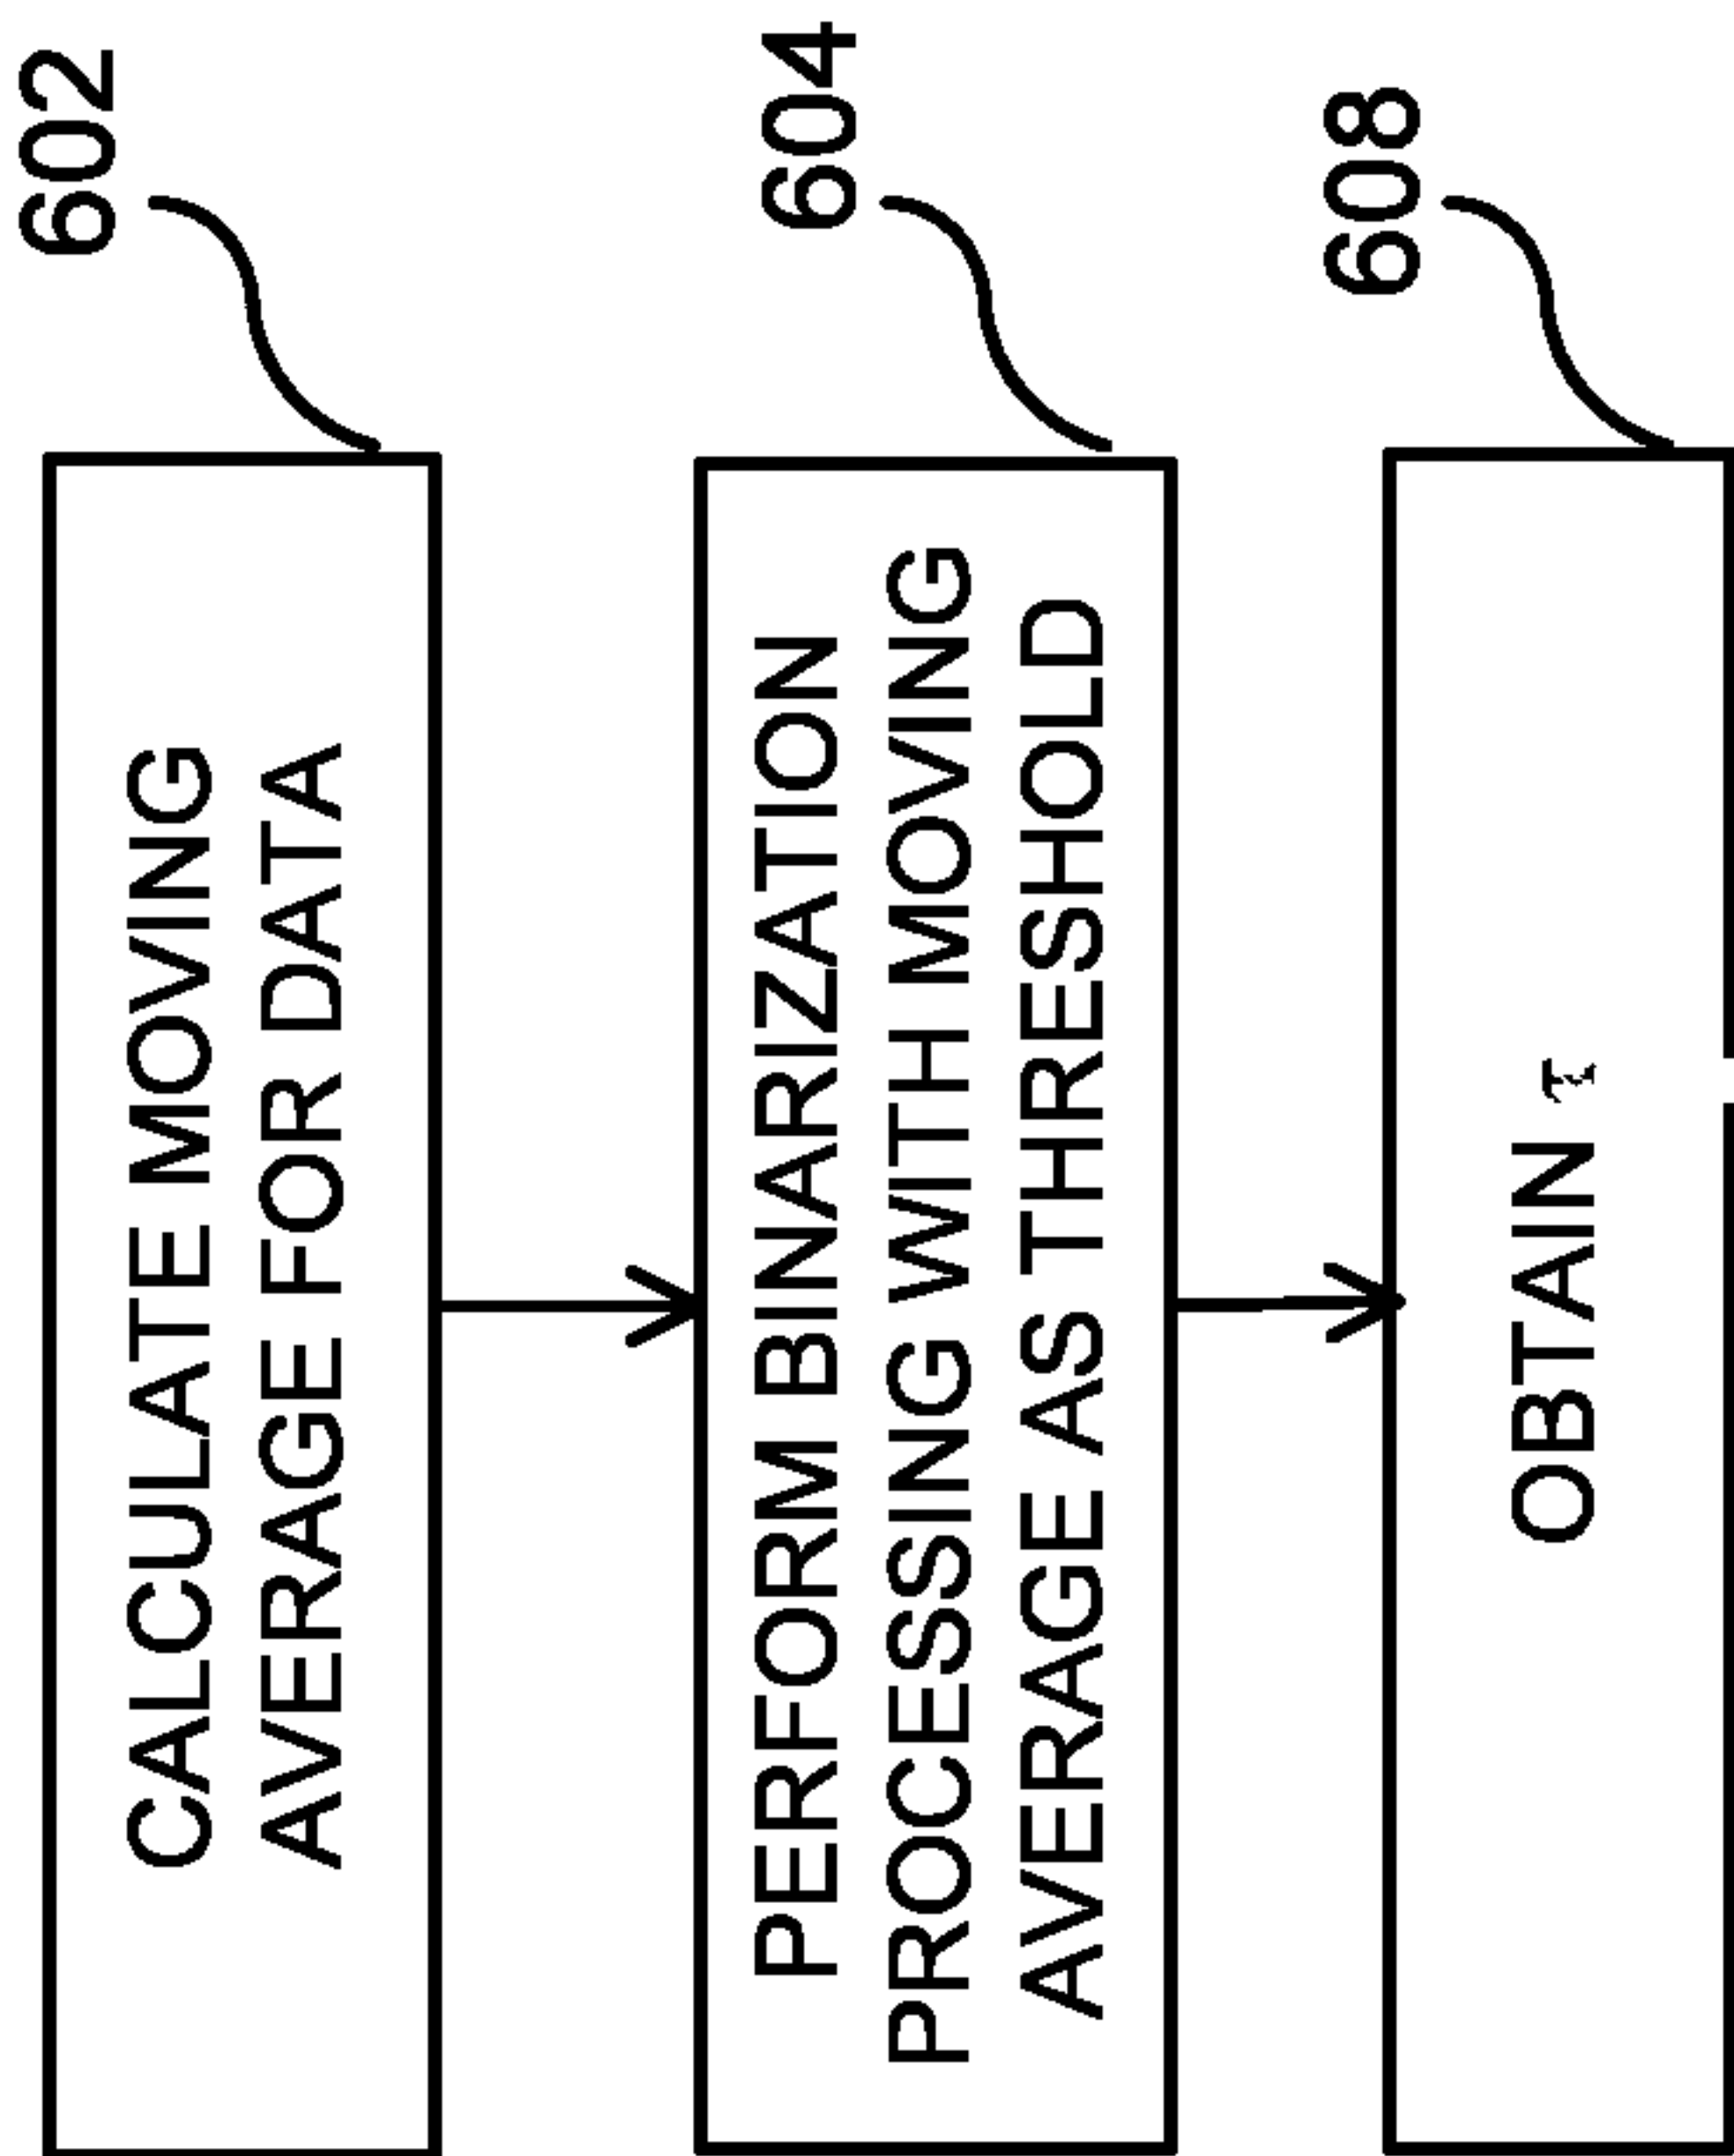 602
CALCULATE MOVING
AVERAGE FOR DATA
604
PERFORM BINARIZATION
PROCESSING WITH MOVING
AVERAGE AS THRESHOLD
608
OBTAIN